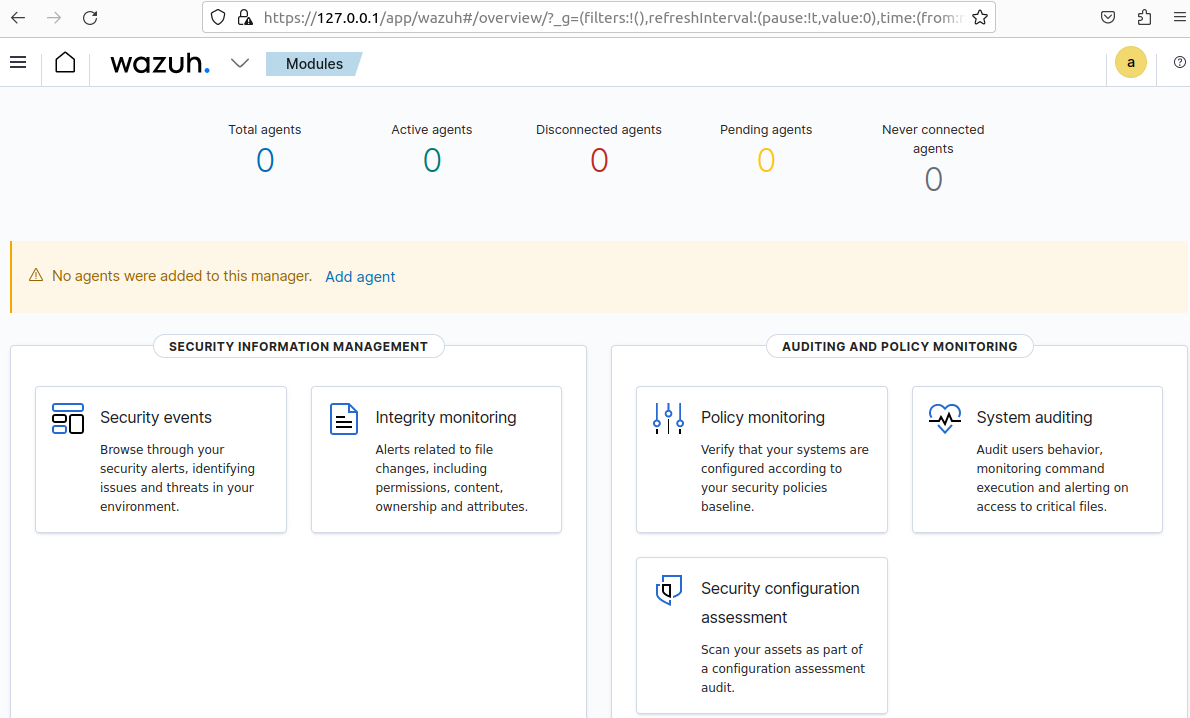 https://127.0.0.1/app/wazuh#/overview/?_g=(filters:!(),refreshInterval:(pause:!t,value:0),time:(from:
wazuh.
Modules
a
Total agents
0
Active agents
0
Disconnected agents
0
Pending agents
0
Never connected
agents
0
No agents were added to this manager. Add agent
SECURITY INFORMATION MANAGEMENT
Security events
Browse through your
security alerts, identifying
issues and threats in your
environment.
Integrity monitoring
Alerts related to file
changes, including
permissions, content,
ownership and attributes.
AUDITING AND POLICY MONITORING
Policy monitoring
Verify that your systems are
configured according to
your security policies
baseline.
System auditing
Audit users behavior,
monitoring command
execution and alerting on
access to critical files.
Security configuration
assessment
Scan your assets as part of
a configuration assessment
audit.